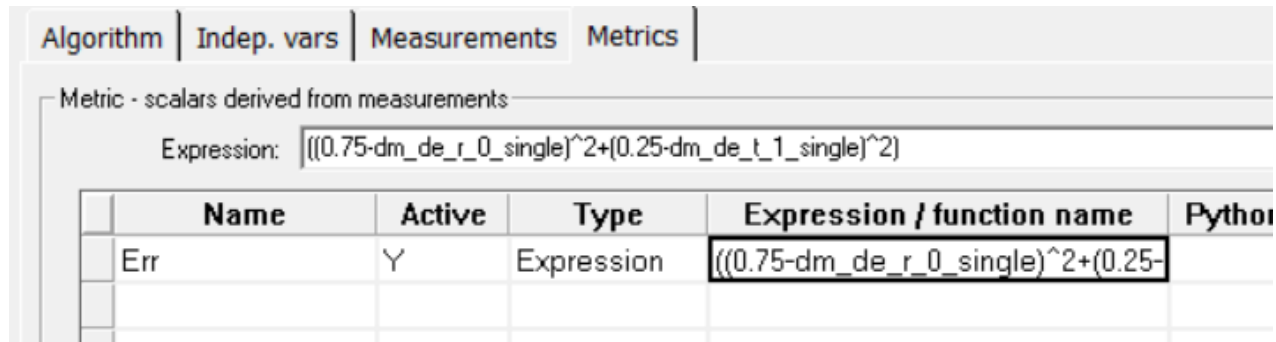 Algorithm Indep. vars Measurements Metrics
Metric - scalars derived from measurements
Expression: ((0.75-dm_de_r_0_single)^2+(0.25-dm_de_t_1_single)^2)
Name Active Type Expression / function name Python
Err Y Expression ((0.75-dm_de_r_0_single)^2+(0.25-